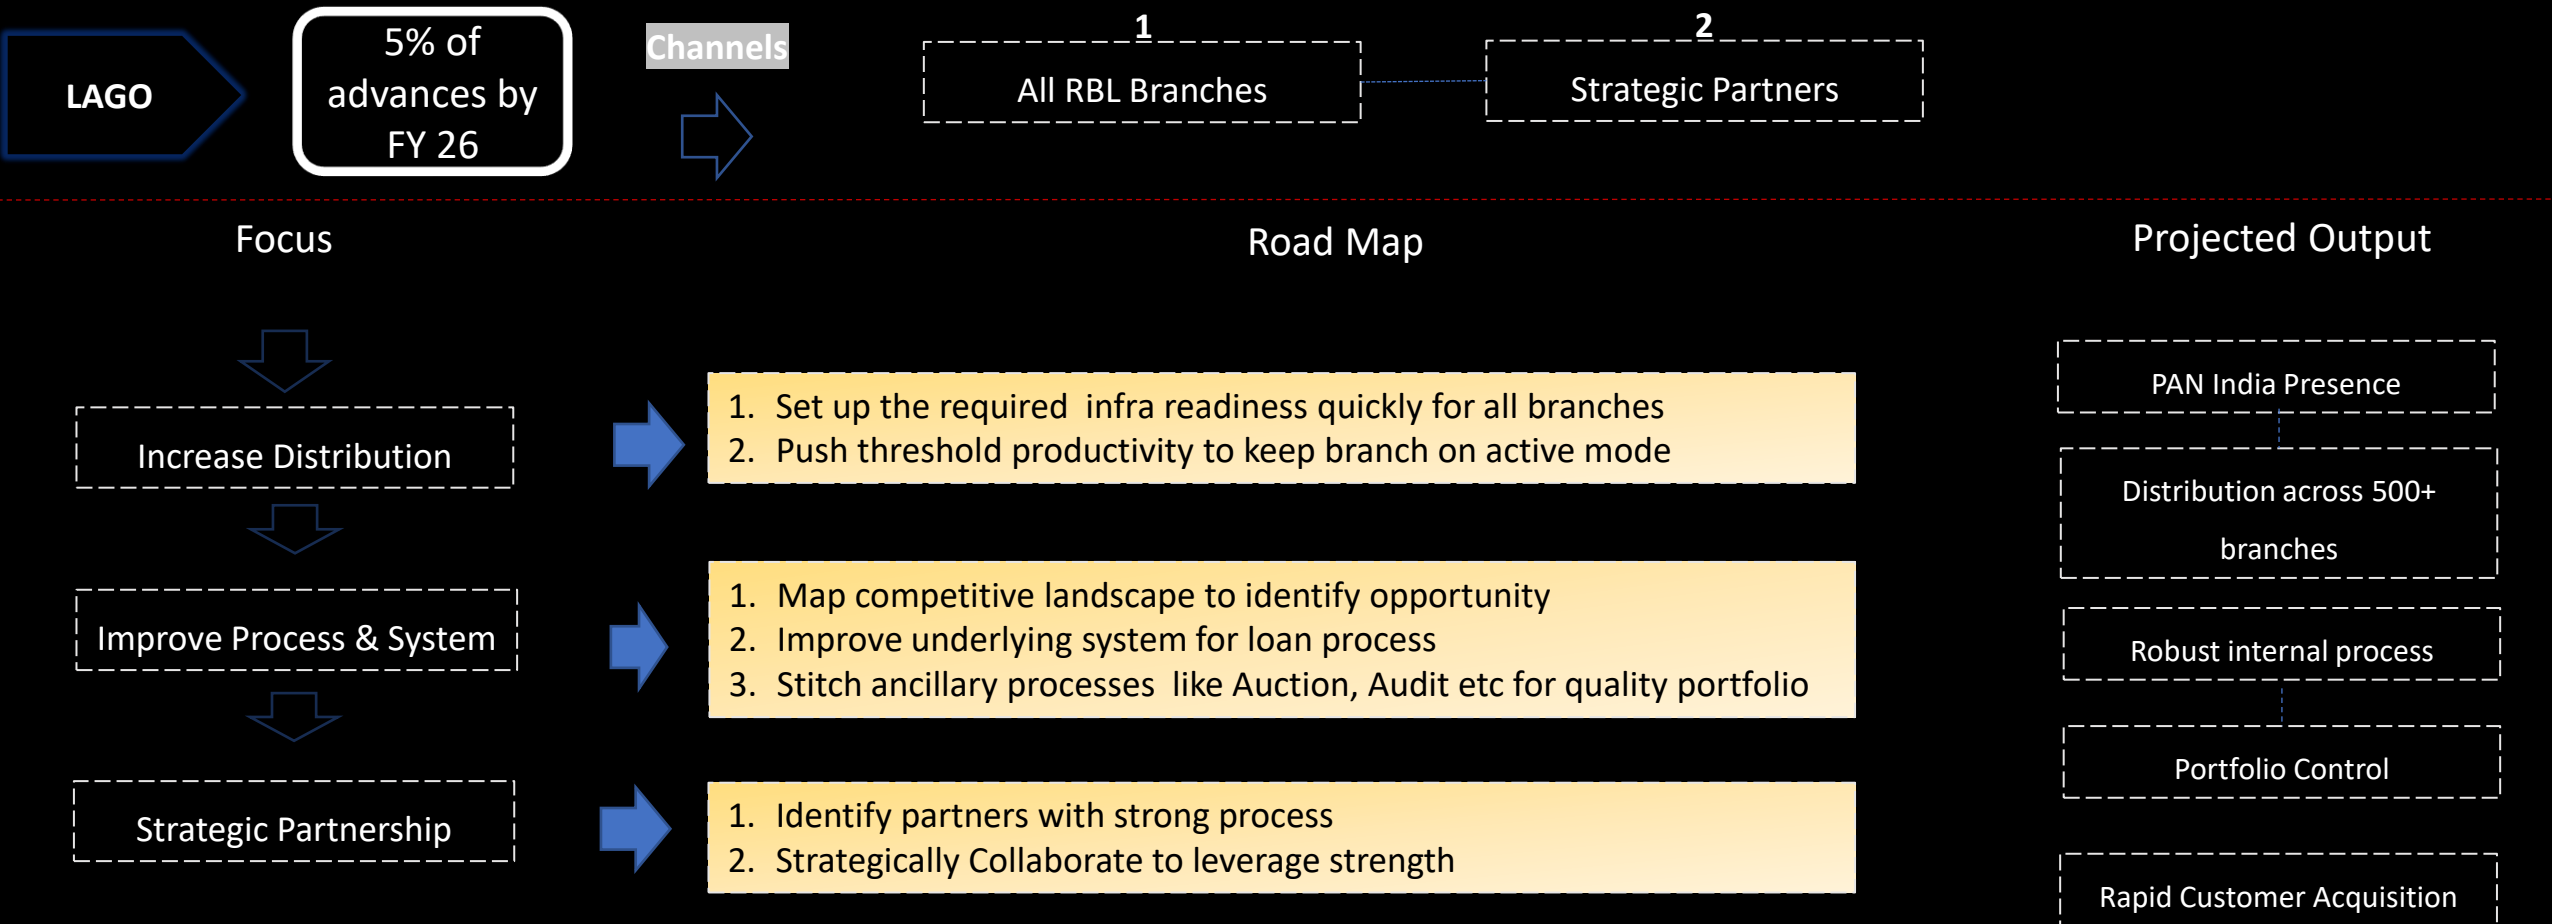 LAGO
5% of
advances by
FY 26
Channels
1
All RBL Branches
2
Strategic Partners
Focus
Road Map
Projected Output
Increase Distribution
1. Set up the required  infra readiness quickly for all branches
2. Push threshold productivity to keep branch on active mode
Improve Process & System
1. Map competitive landscape to identify opportunity
2. Improve underlying system for loan process
3. Stitch ancillary processes  like Auction, Audit etc for quality portfolio
Strategic Partnership
1. Identify partners with strong process
2. Strategically Collaborate to leverage strength
PAN India Presence
Distribution across 500+
branches
Robust internal process
Portfolio Control
Rapid Customer Acquisition